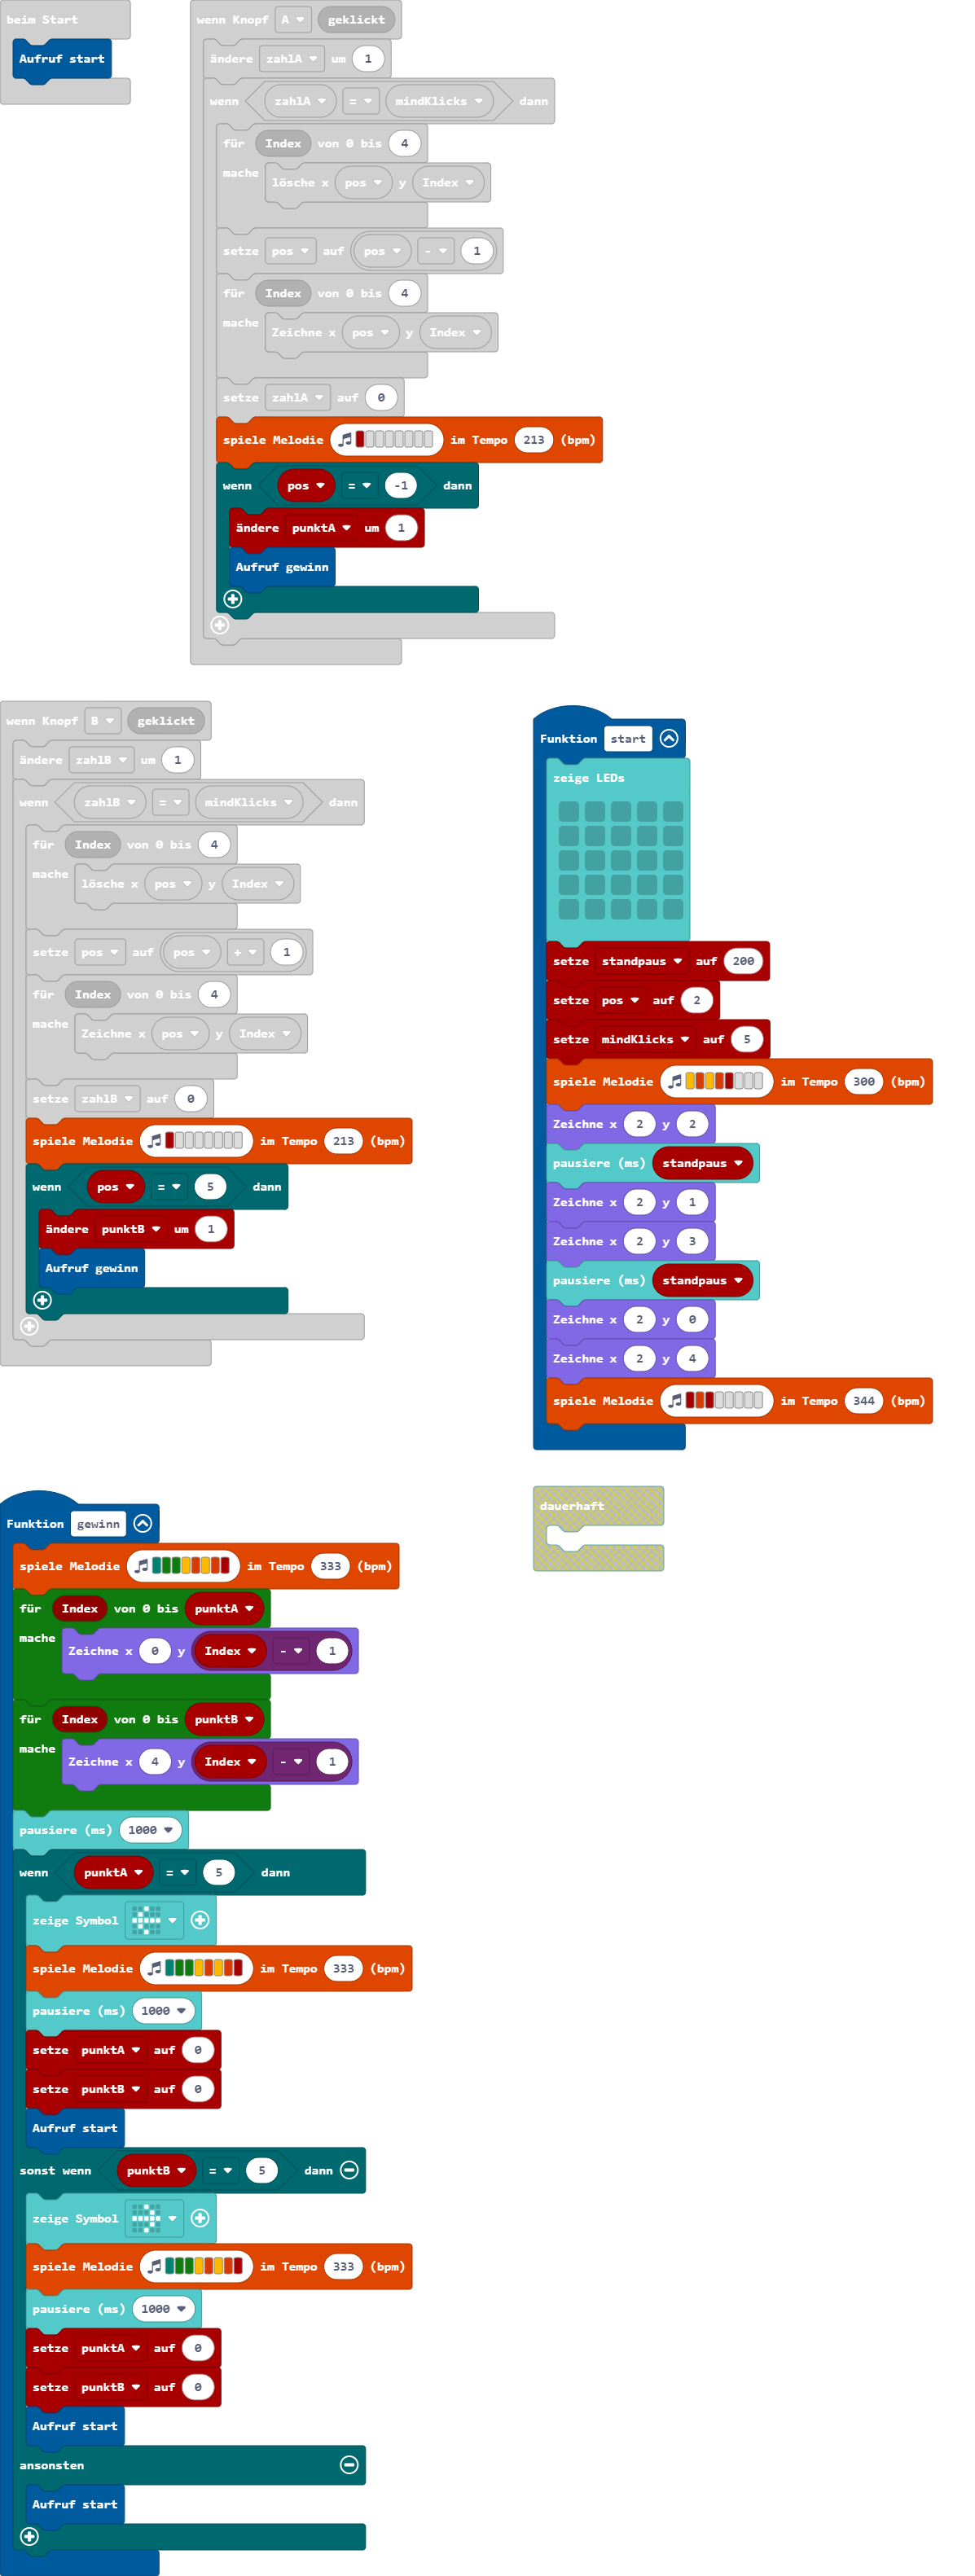 beim Start
Aufruf start
wenn Knopf A geklickt
ändere zahlA um 1
wenn zahlA = mindKlicks dann
für Index von 0 bis 4
mache
lösche x pos y Index
setze pos auf pos - 1
für Index von 0 bis 4
mache
Zeichne x pos y Index
setze zahlA auf 0
spiele Melodie im Tempo 213 (bpm)
wenn pos = -1 dann
ändere punktA um 1
Aufruf gewinn
wenn Knopf B geklickt
ändere zahlB um 1
wenn zahlB = mindKlicks dann
für Index von 0 bis 4
mache
lösche x pos y Index
setze pos auf pos + 1
für Index von 0 bis 4
mache
Zeichne x pos y Index
setze zahlB auf 0
spiele Melodie im Tempo 213 (bpm)
wenn pos = 5 dann
ändere punktB um 1
Aufruf gewinn
Funktion start
zeige LEDs
setze standpaus auf 200
setze pos auf 2
setze mindKlicks auf 5
spiele Melodie im Tempo 300 (bpm)
Zeichne x 2 y 2
pausiere (ms) standpaus
Zeichne x 2 y 1
Zeichne x 2 y 3
pausiere (ms) standpaus
Zeichne x 2 y 0
Zeichne x 2 y 4
spiele Melodie im Tempo 344 (bpm)
dauerhaft
Funktion gewinn
spiele Melodie im Tempo 333 (bpm)
für Index von 0 bis punktA
mache
Zeichne x 0 y Index - 1
für Index von 0 bis punktB
mache
Zeichne x 4 y Index - 1
pausiere (ms) 1000
wenn punktA = 5 dann
zeige Symbol
spiele Melodie im Tempo 333 (bpm)
pausiere (ms) 1000
setze punktA auf 0
setze punktB auf 0
Aufruf start
sonst wenn punktB = 5 dann
zeige Symbol
spiele Melodie im Tempo 333 (bpm)
pausiere (ms) 1000
setze punktA auf 0
setze punktB auf 0
Aufruf start
ansonsten
Aufruf start